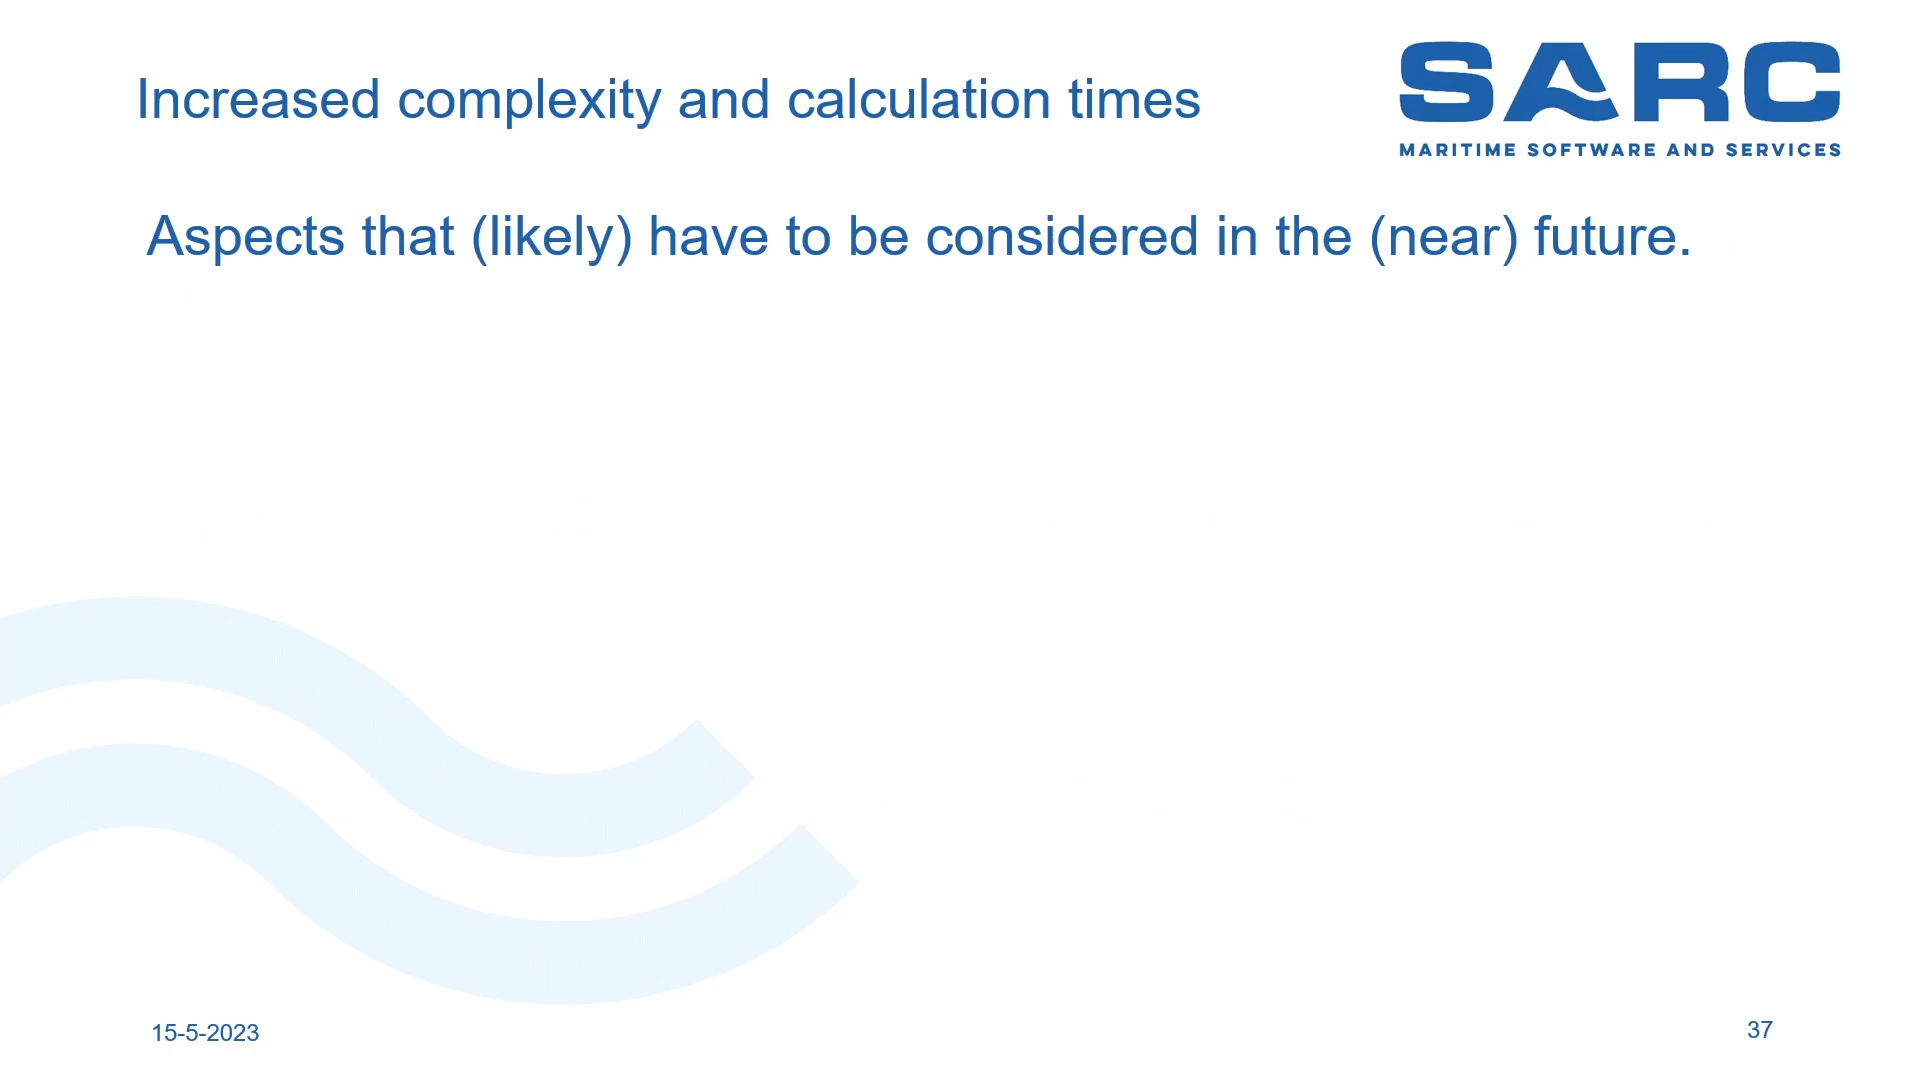 Increased complexity and calculation times
SARC
MARITIME SOFTWARE AND SERVICES
Aspects that (likely) have to be considered in the (near) future.
15-5-2023
37